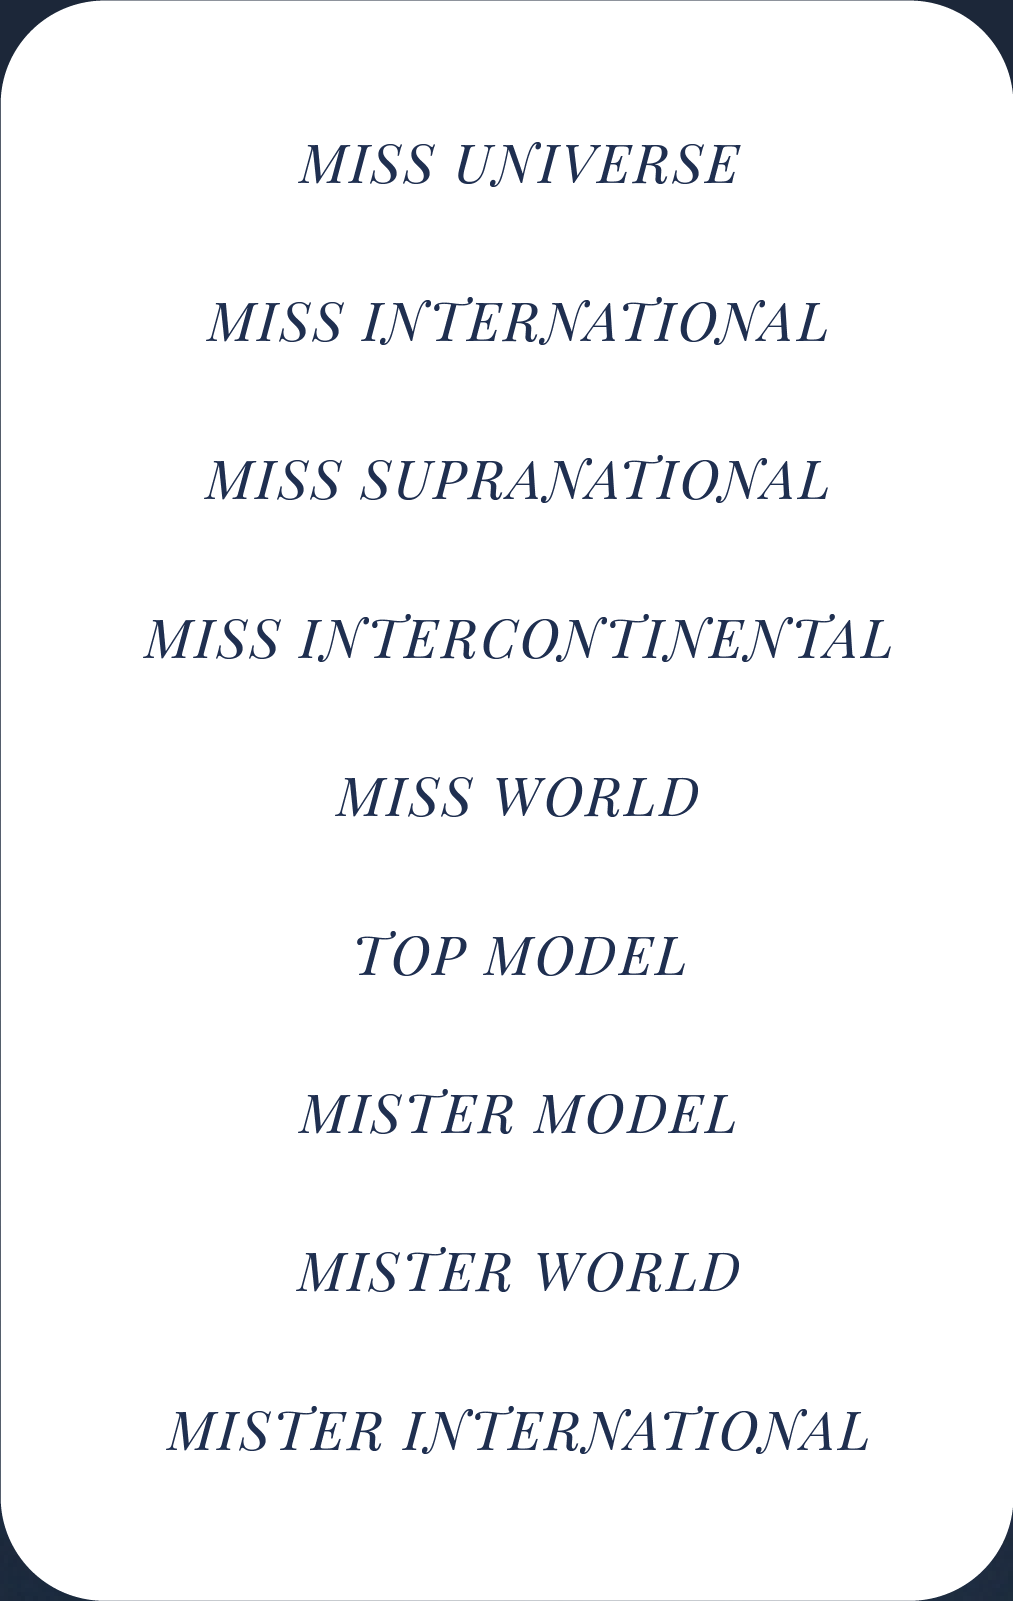 MISS UNIVERSE
MISS INTERNATIONAL
MISS SUPRANATIONAL
MISS INTERCONTINENTAL
MISS WORLD
TOP MODEL
MISTER MODEL
MISTER WORLD
MISTER INTERNATIONAL